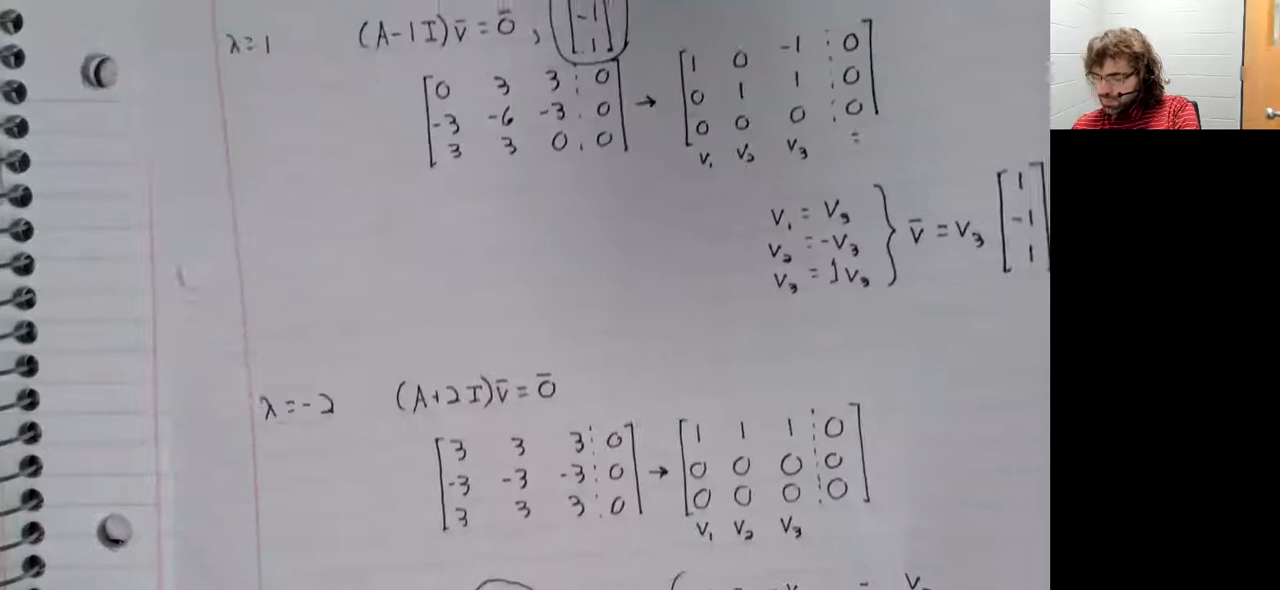 λ=1 (A-1I)v̄=0̄, [-1 1]
[0 3 3 : 0] → [1 0 -1 : 0]
[-3 -6 -3 : 0] [0 1 1 : 0]
[3 3 0 : 0] [0 0 0 : 0]
v₁ v₂ v₃ =
v₁ = v₃
v₂ = -v₃ } v̄ = v₃ [1 -1 1]
v₃ = 1v₃
λ=-2 (A+2I)v̄=0̄
[3 3 3 : 0] → [1 1 1 : 0]
[-3 -3 -3 : 0] [0 0 0 : 0]
[3 3 3 : 0] [0 0 0 : 0]
v₁ v₂ v₃